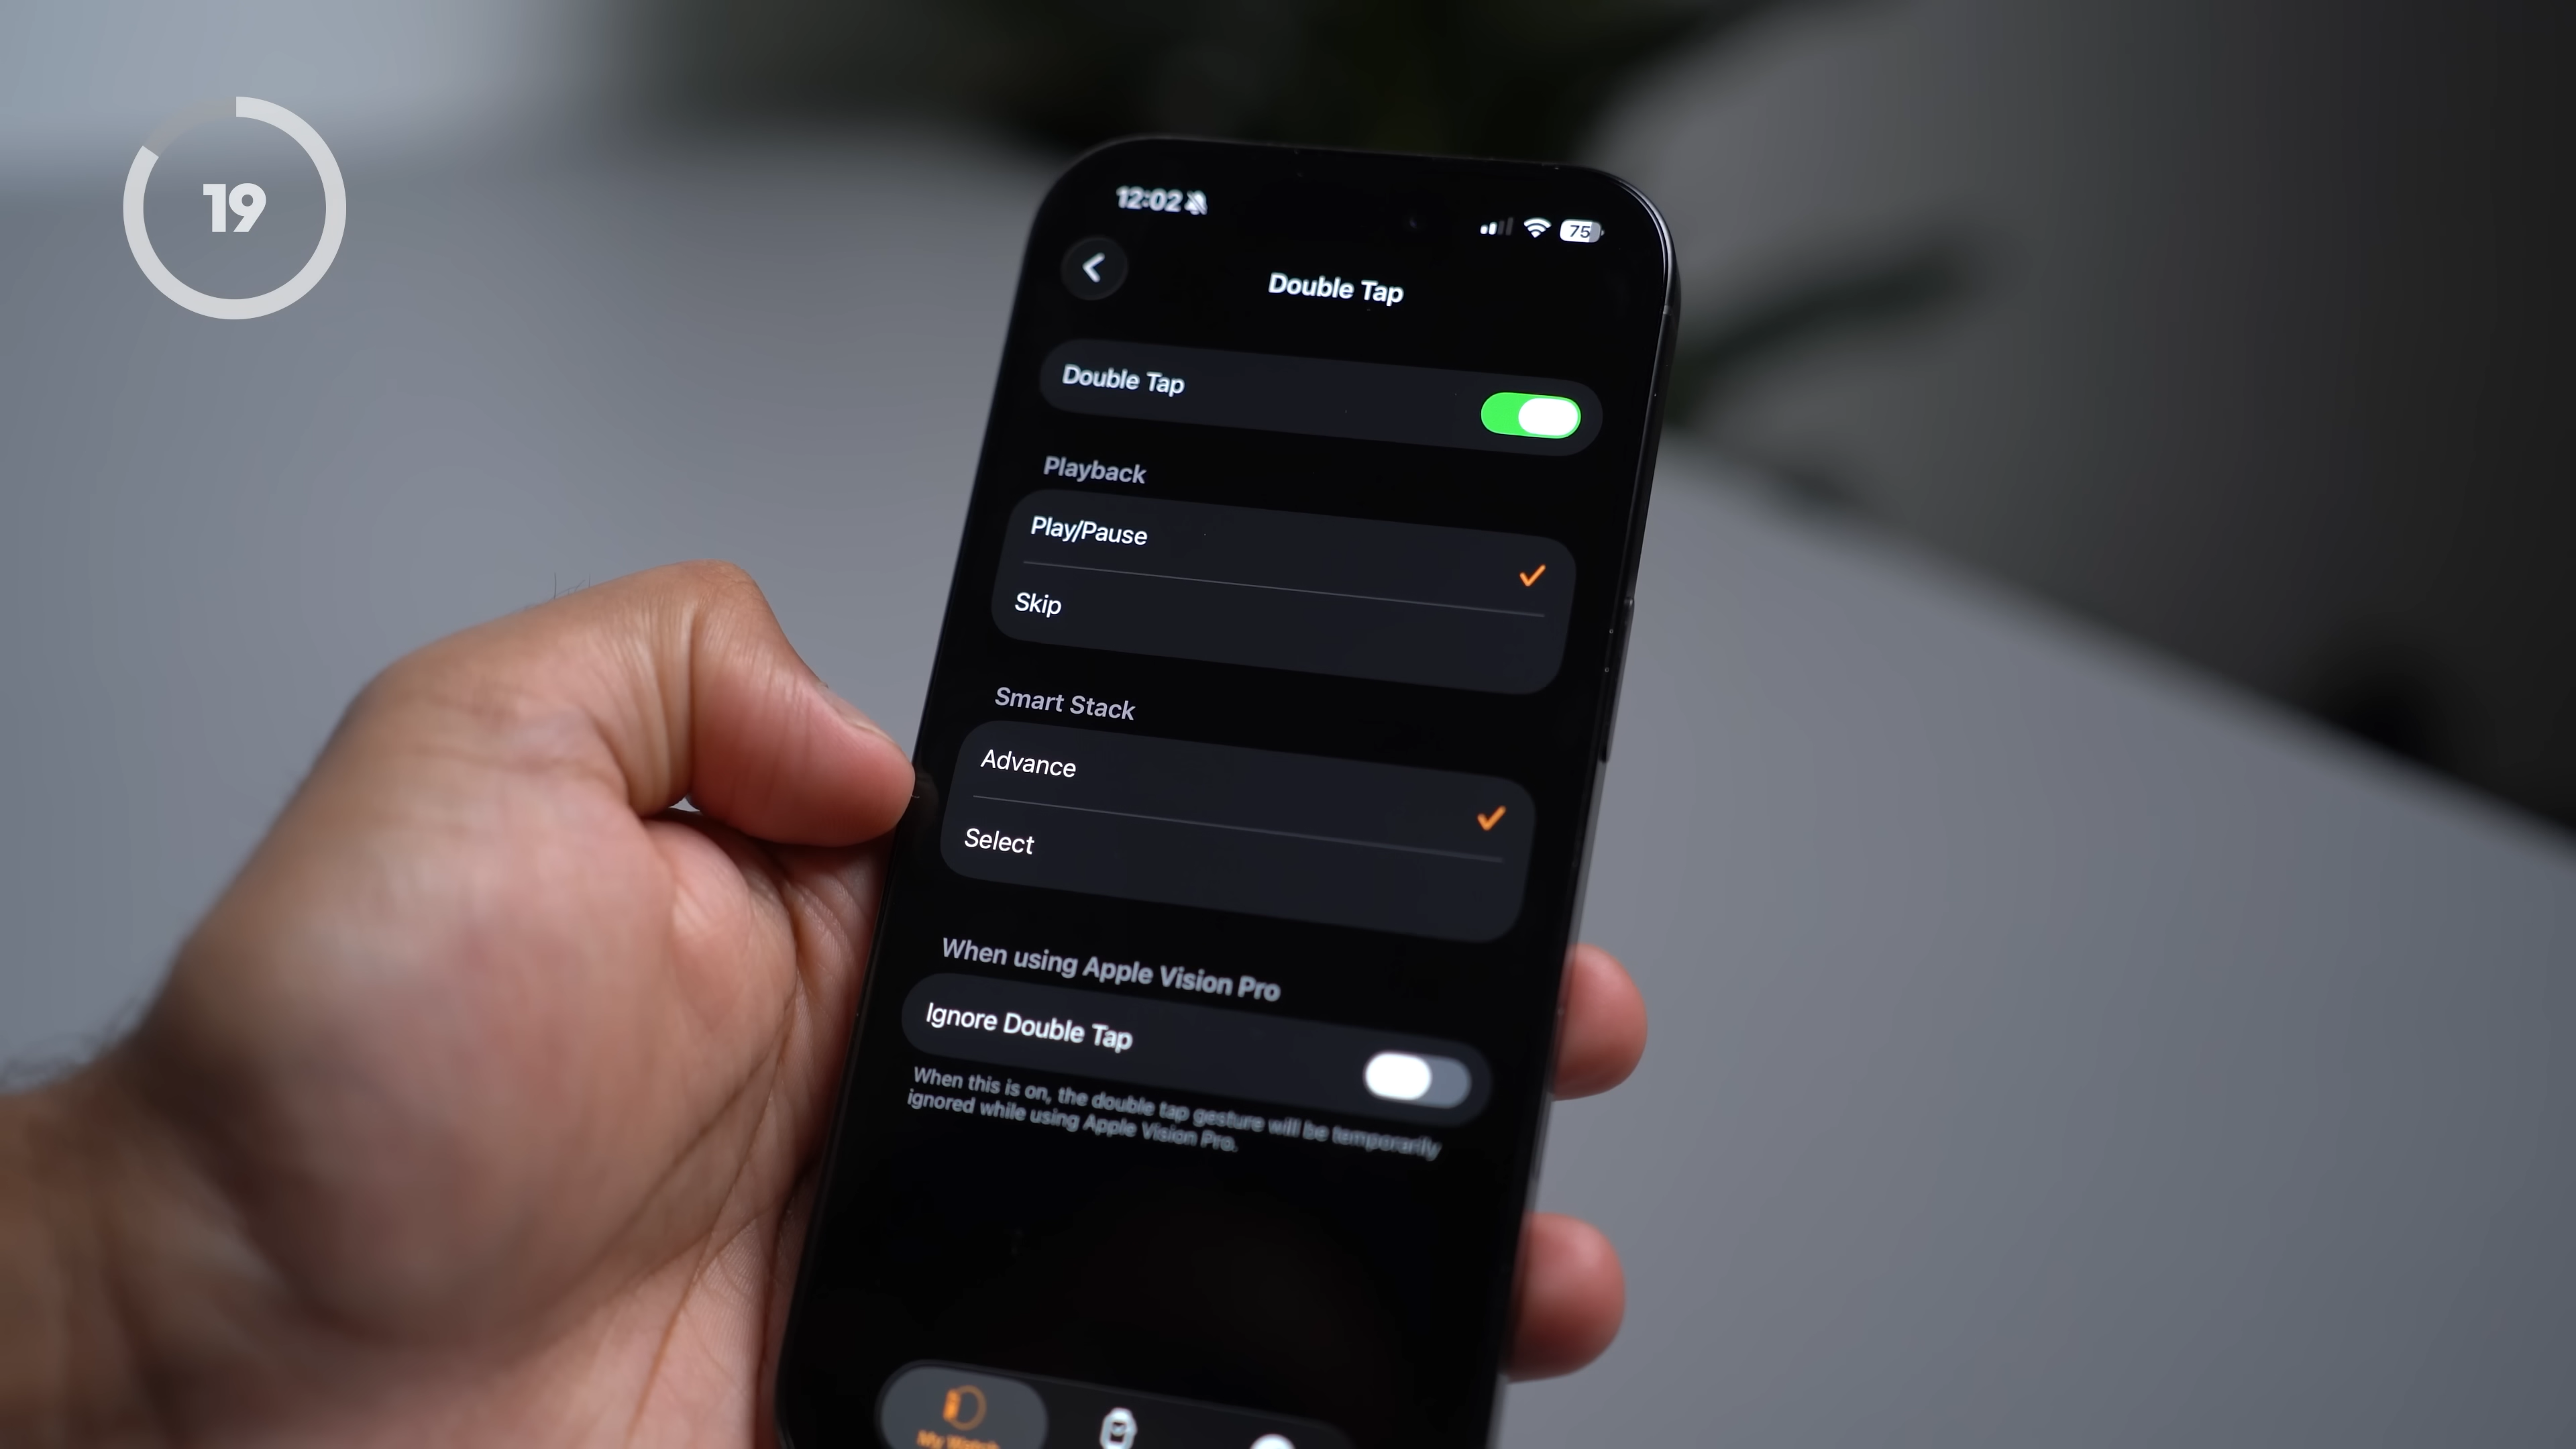 19
12:02
75
Double Tap
Double Tap
Playback
Play/Pause
Skip
Smart Stack
Advance
Select
When using Apple Vision Pro
Ignore Double Tap
When this is on, the double tap gesture will be temporarily
ignored while using Apple Vision Pro.
My Watch